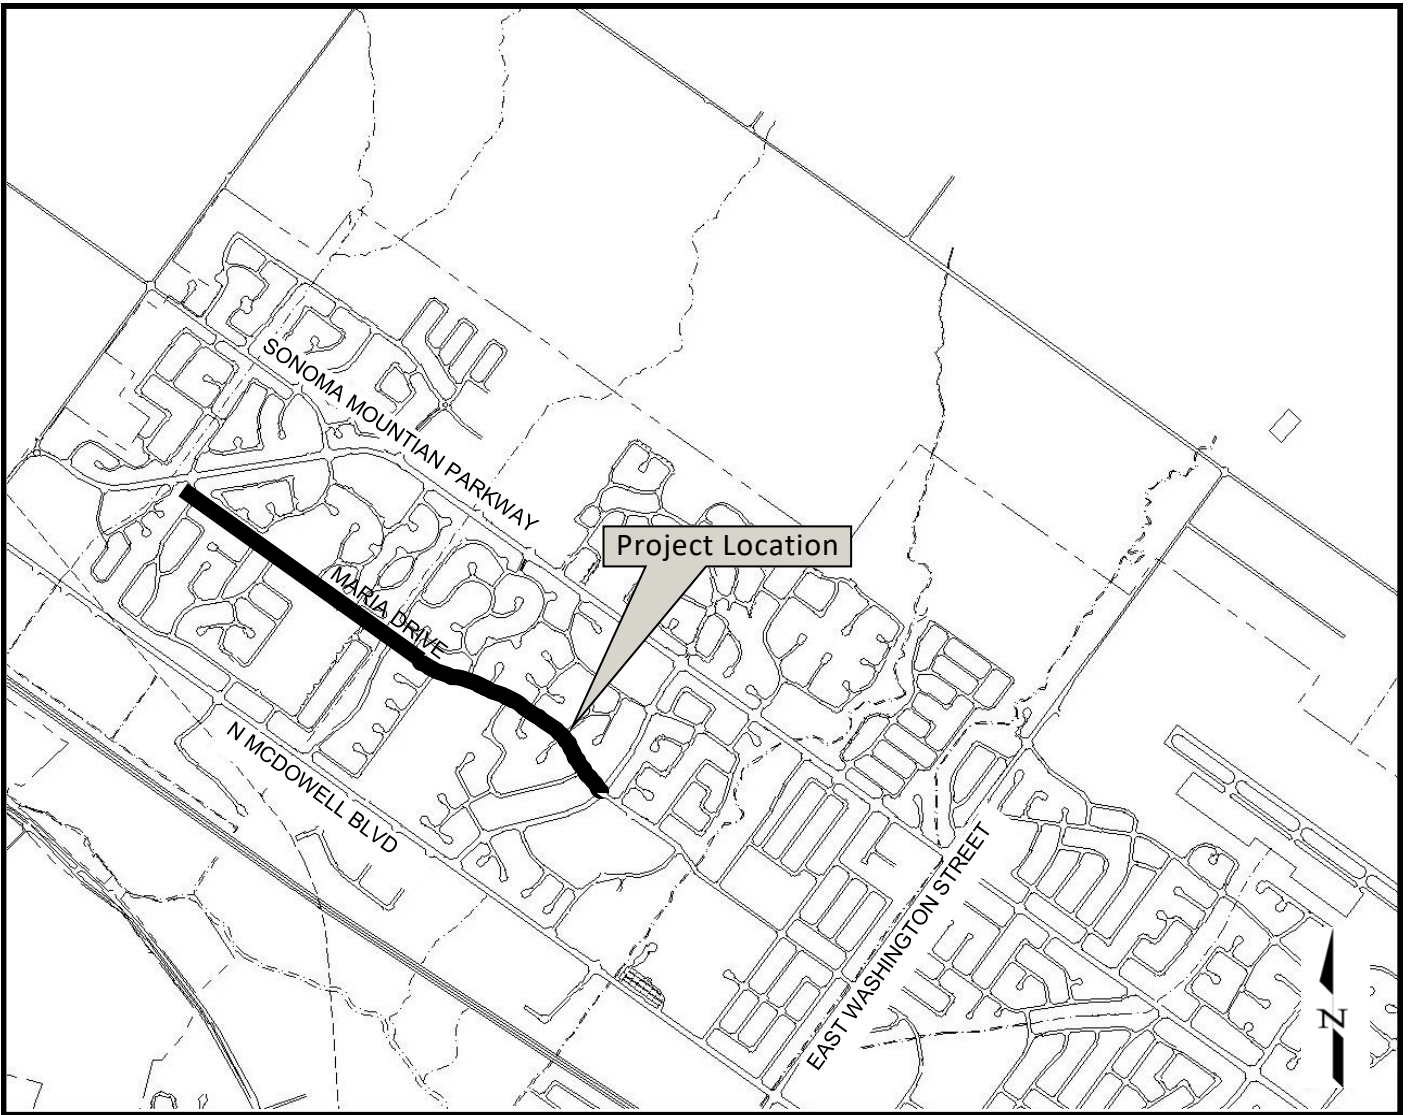 SONOMA MOUNTIAN PARKWAY
Project Location
MARIA DRIVE
N MCDOWELL BLVD
EAST WASHINGTON STREET
N